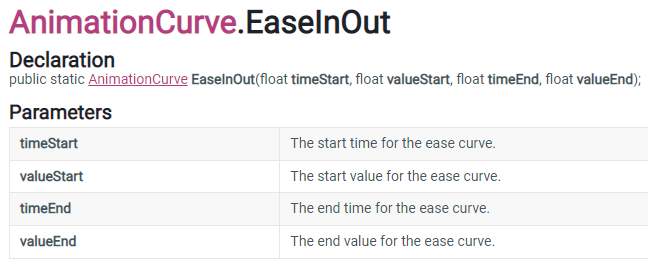 AnimationCurve.EaseInOut
Declaration
public static AnimationCurve EaseInOut(float timeStart, float valueStart, float timeEnd, float valueEnd);
Parameters
timeStart The start time for the ease curve.
valueStart The start value for the ease curve.
timeEnd The end time for the ease curve.
valueEnd The end value for the ease curve.